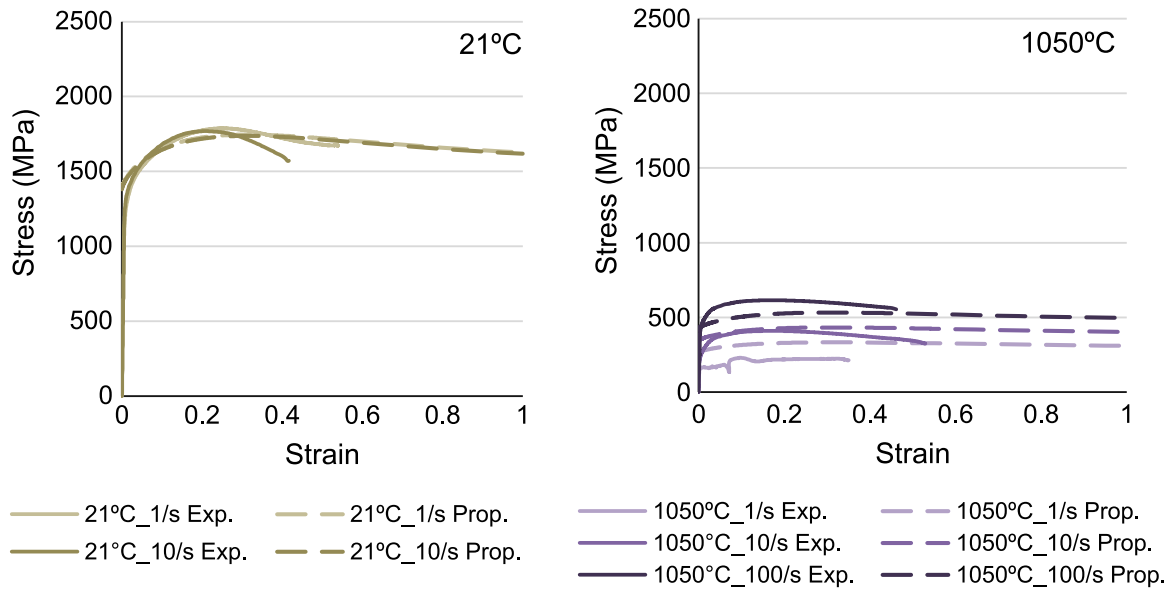 21ºC
2500
2000
1500
1000
500
0
Stress (MPa)
0 0.2 0.4 0.6 0.8 1
Strain
21ºC_1/s Exp. 21ºC_1/s Prop.
21°C_10/s Exp. 21ºC_10/s Prop.
1050ºC
2500
2000
1500
1000
500
0
Stress (MPa)
0 0.2 0.4 0.6 0.8 1
Strain
1050ºC_1/s Exp. 1050ºC_1/s Prop.
1050°C_10/s Exp. 1050ºC_10/s Prop.
1050°C_100/s Exp. 1050ºC_100/s Prop.